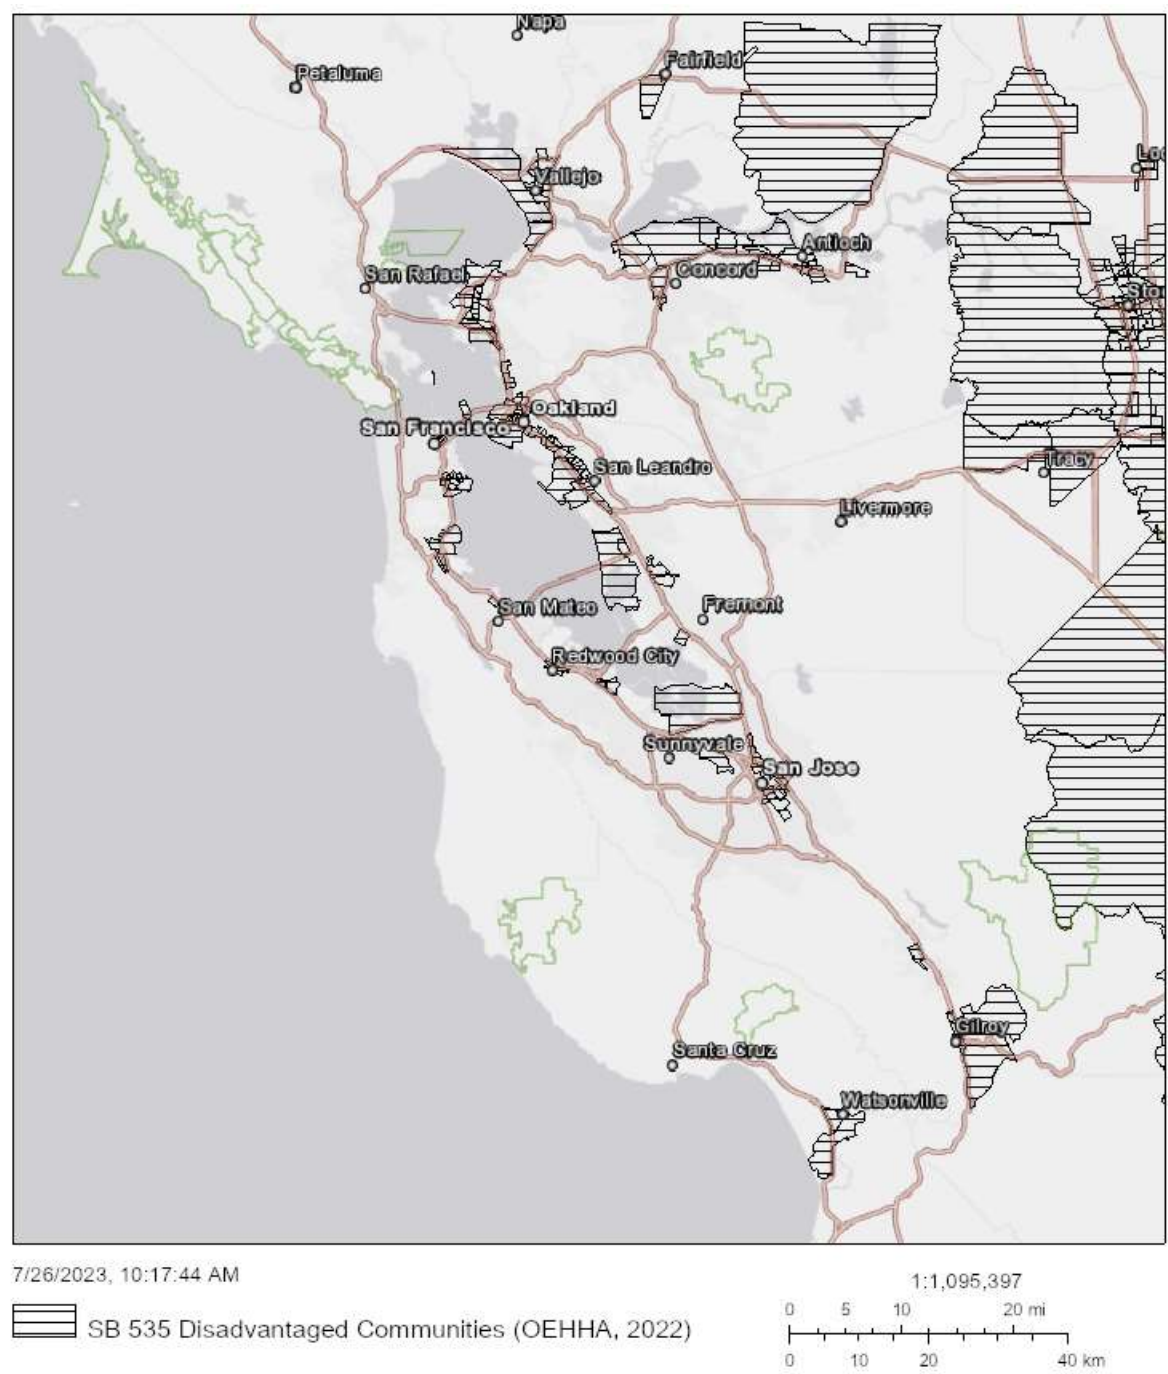 Napa
Fairfield
Petaluma
Vallejo
Antioch
San Rafael
Concord
Oakland
San Francisco
San Leandro
Tracy
Livermore
San Mateo
Fremont
Redwood City
Sunnyvale
San Jose
Gilroy
Santa Cruz
Watsonville
7/26/2023, 10:17:44 AM
1:1,095,397
0 5 10 20 mi
SB 535 Disadvantaged Communities (OEHHA, 2022)
0 10 20 40 km